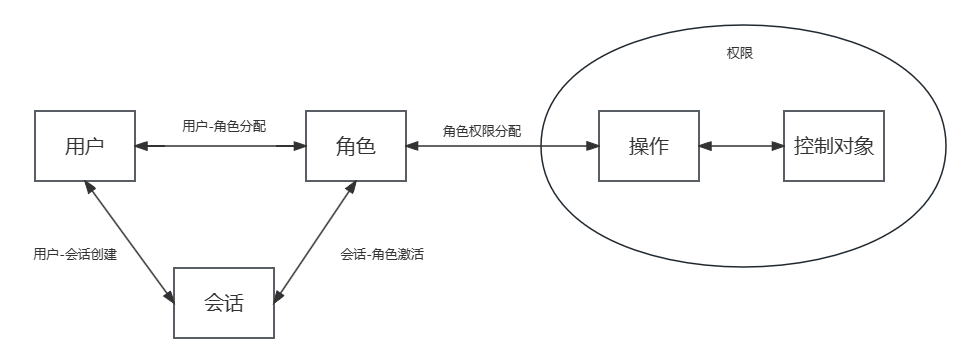 权限
用户-角色分配
角色权限分配
用户
角色
操作
控制对象
用户-会话创建
会话-角色激活
会话